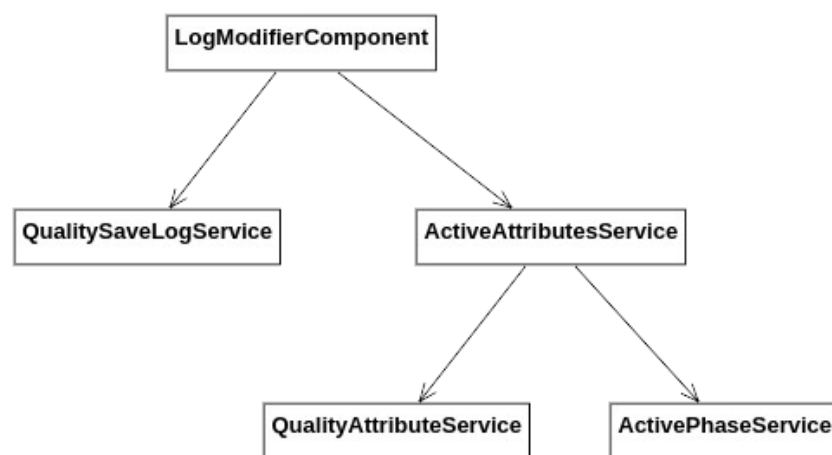 LogModifierComponent
QualitySaveLogService
ActiveAttributesService
QualityAttributeService
ActivePhaseService